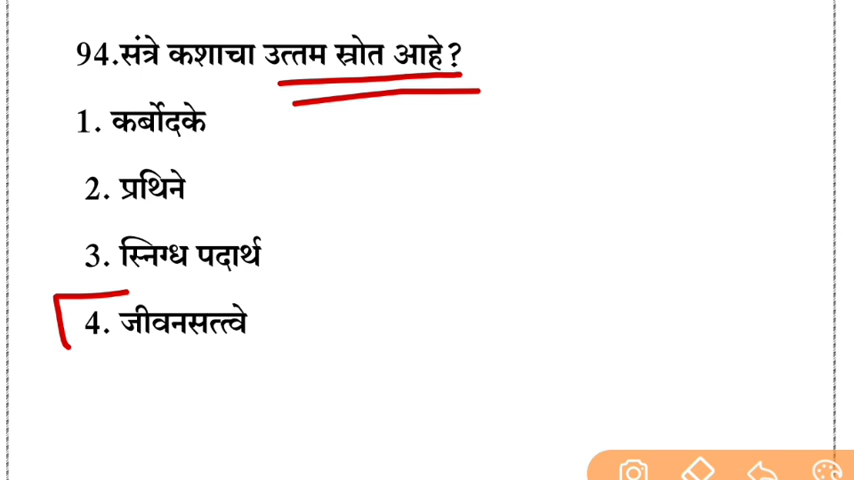 94.संत्रे कशाचा उत्तम स्रोत आहे?
1. कर्बोदके
2. प्रथिने
3. स्निग्ध पदार्थ
4. जीवनसत्त्वे